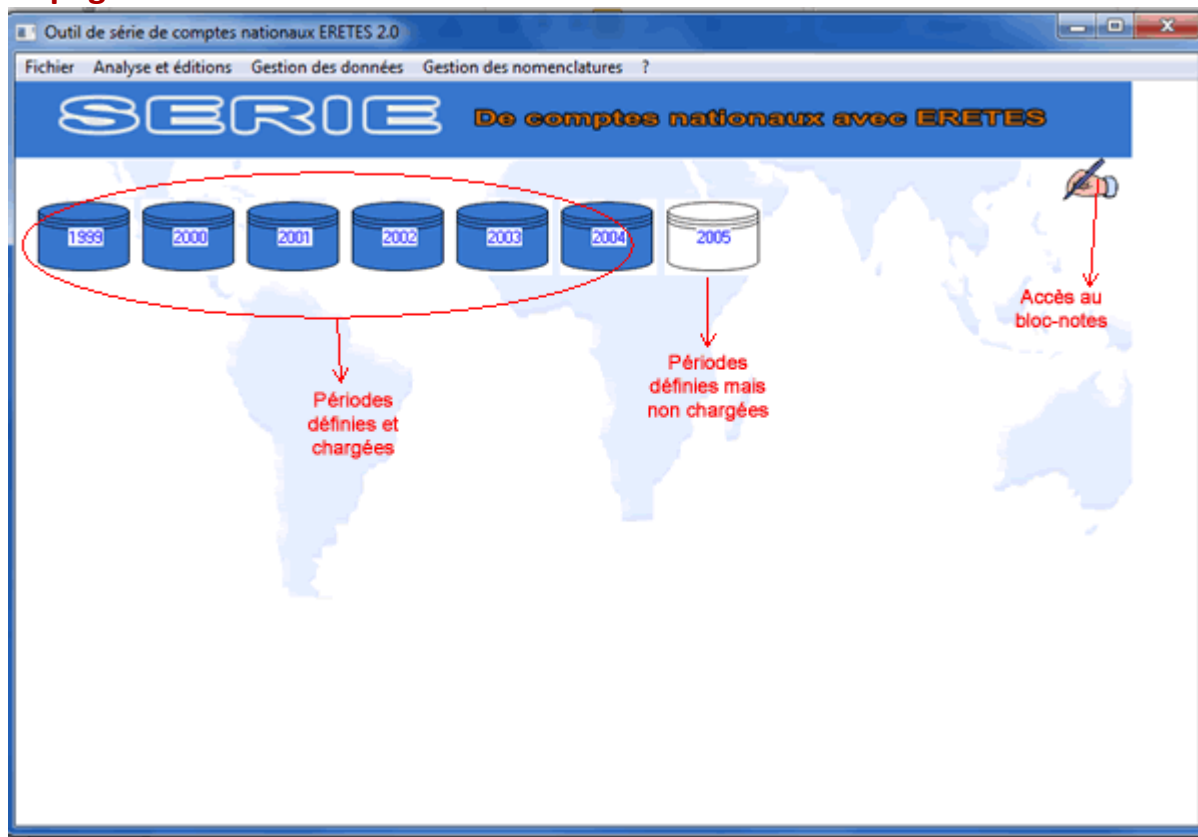 Outil de série de comptes nationaux ERETES 2.0
Fichier Analyse et éditions Gestion des données Gestion des nomenclatures ?
SERIE De comptes nationaux avec ERETES
1999 2000 2001 2002 2003 2004 2005
Accès au
bloc-notes
Périodes
définies mais
non chargées
Périodes
définies et
chargées